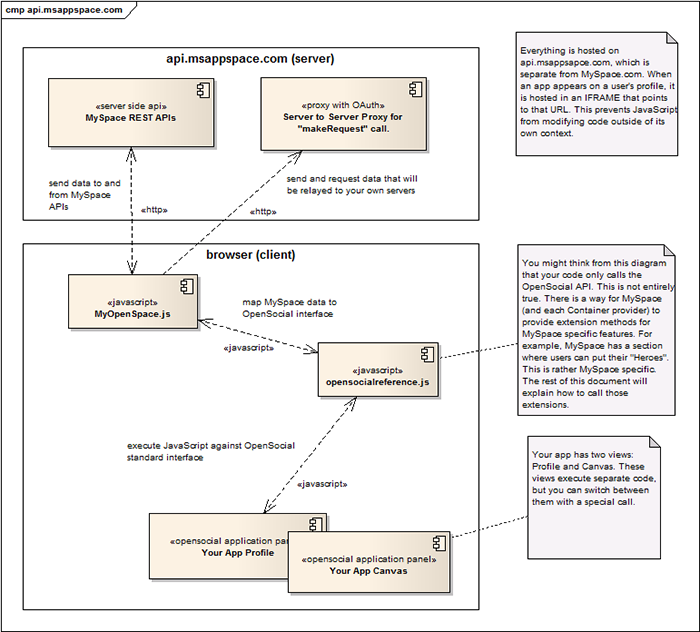 cmp api.msappspace.com
api.msappspace.com (server)
«server side api»
MySpace REST APIs
«proxy with OAuth»
Server to Server Proxy for
"makeRequest" call.
Everything is hosted on
api.msappsapce.com, which is
separate from MySpace.com. When
an app appears on a user's profile, it
is hosted in an IFRAME that points
to that URL. This prevents JavaScript
from modifying code outside of its
own context.
send data to and
from MySpace
APIs
«http»
send and request data that will
be relayed to your own servers
«http»
browser (client)
«javascript»
MyOpenSpace.js
map MySpace data to
OpenSocial interface
«javascript»
«javascript»
opensocialreference.js
You might think from this diagram
that your code only calls the
OpenSocial API. This is not entirely
true. There is a way for MySpace
(and each Container provider) to
provide extension methods for
MySpace specific features. For
example, MySpace has a section
where users can put their "Heroes".
This is rather MySpace specific.
The rest of this document will
explain how to call those
extensions.
execute JavaScript against OpenSocial
standard interface
«javascript»
Your app has two views:
Profile and Canvas. These
views execute separate code,
but you can switch between
them with a special call.
«opensocial application pan
Your App Profile
«opensocial application panel»
Your App Canvas